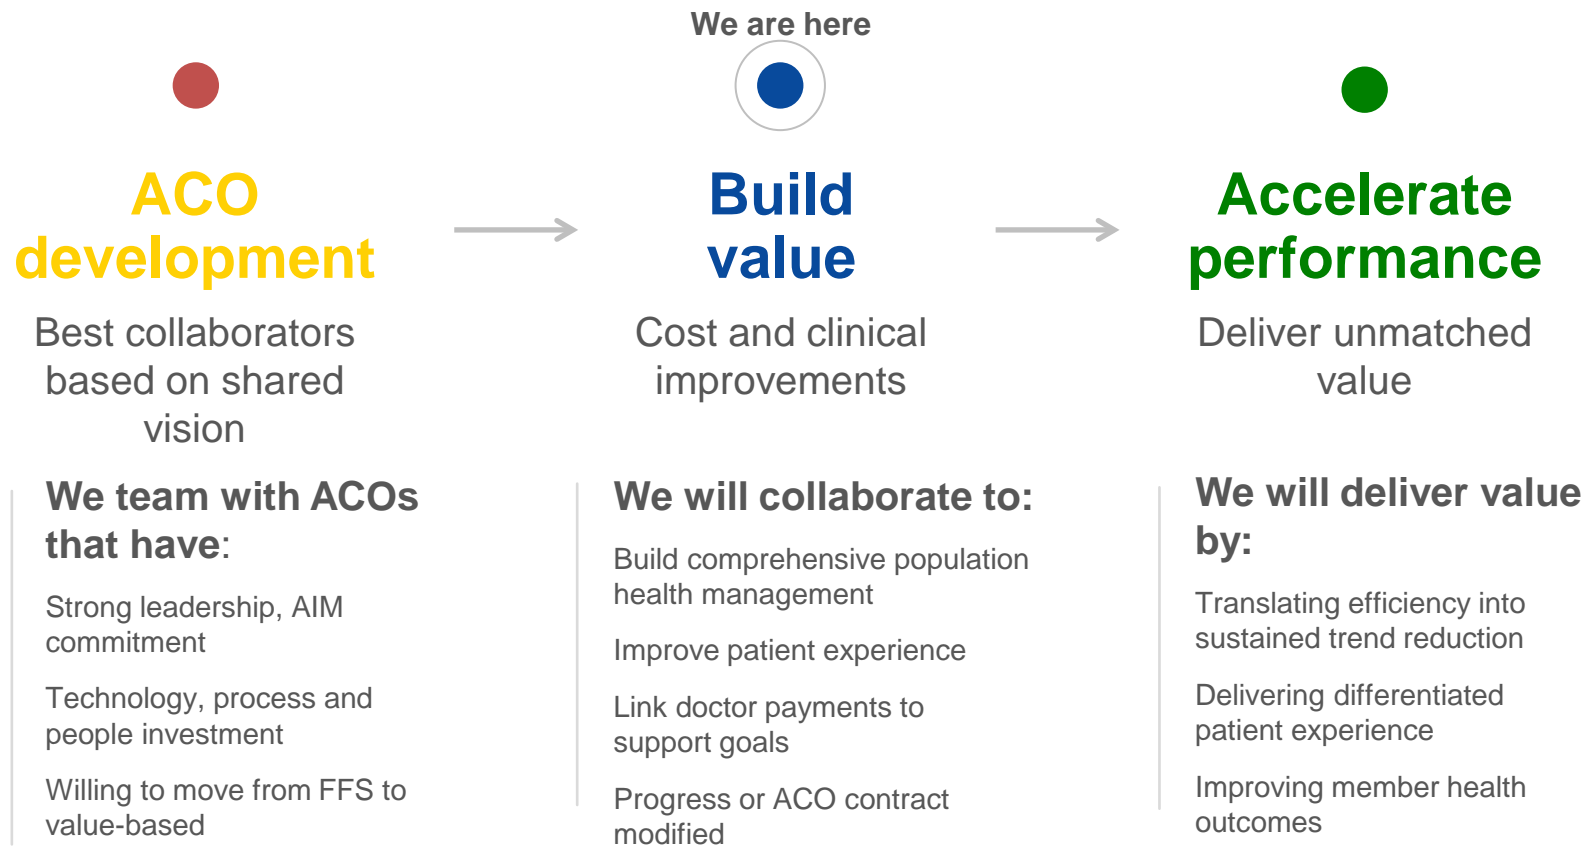 We are here
ACO
development
Best collaborators
based on shared
vision
We team with ACOs
that have:
Strong leadership, AIM
commitment
Technology, process and
people investment
Willing to move from FFS to
value-based
Build
value
Cost and clinical
improvements
We will collaborate to:
Build comprehensive population
health management
Improve patient experience
Link doctor payments to
support goals
Progress or ACO contract
modified
Accelerate
performance
Deliver unmatched
value
We will deliver value
by:
Translating efficiency into
sustained trend reduction
Delivering differentiated
patient experience
Improving member health
outcomes